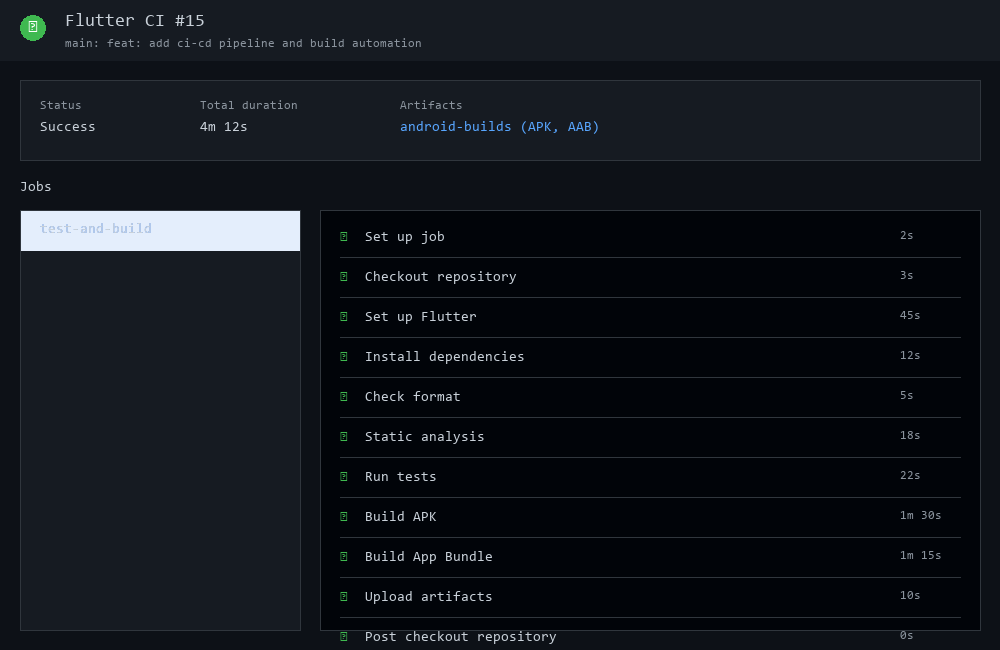 Flutter CI #15
main: feat: add ci-cd pipeline and build automation
Status
Total duration
Artifacts
Success
4m 12s
android-builds (APK, AAB)
Jobs
test-and-build
Set up job 2s
Checkout repository 3s
Set up Flutter 45s
Install dependencies 12s
Check format 5s
Static analysis 18s
Run tests 22s
Build APK 1m 30s
Build App Bundle 1m 15s
Upload artifacts 10s
Post checkout repository 0s